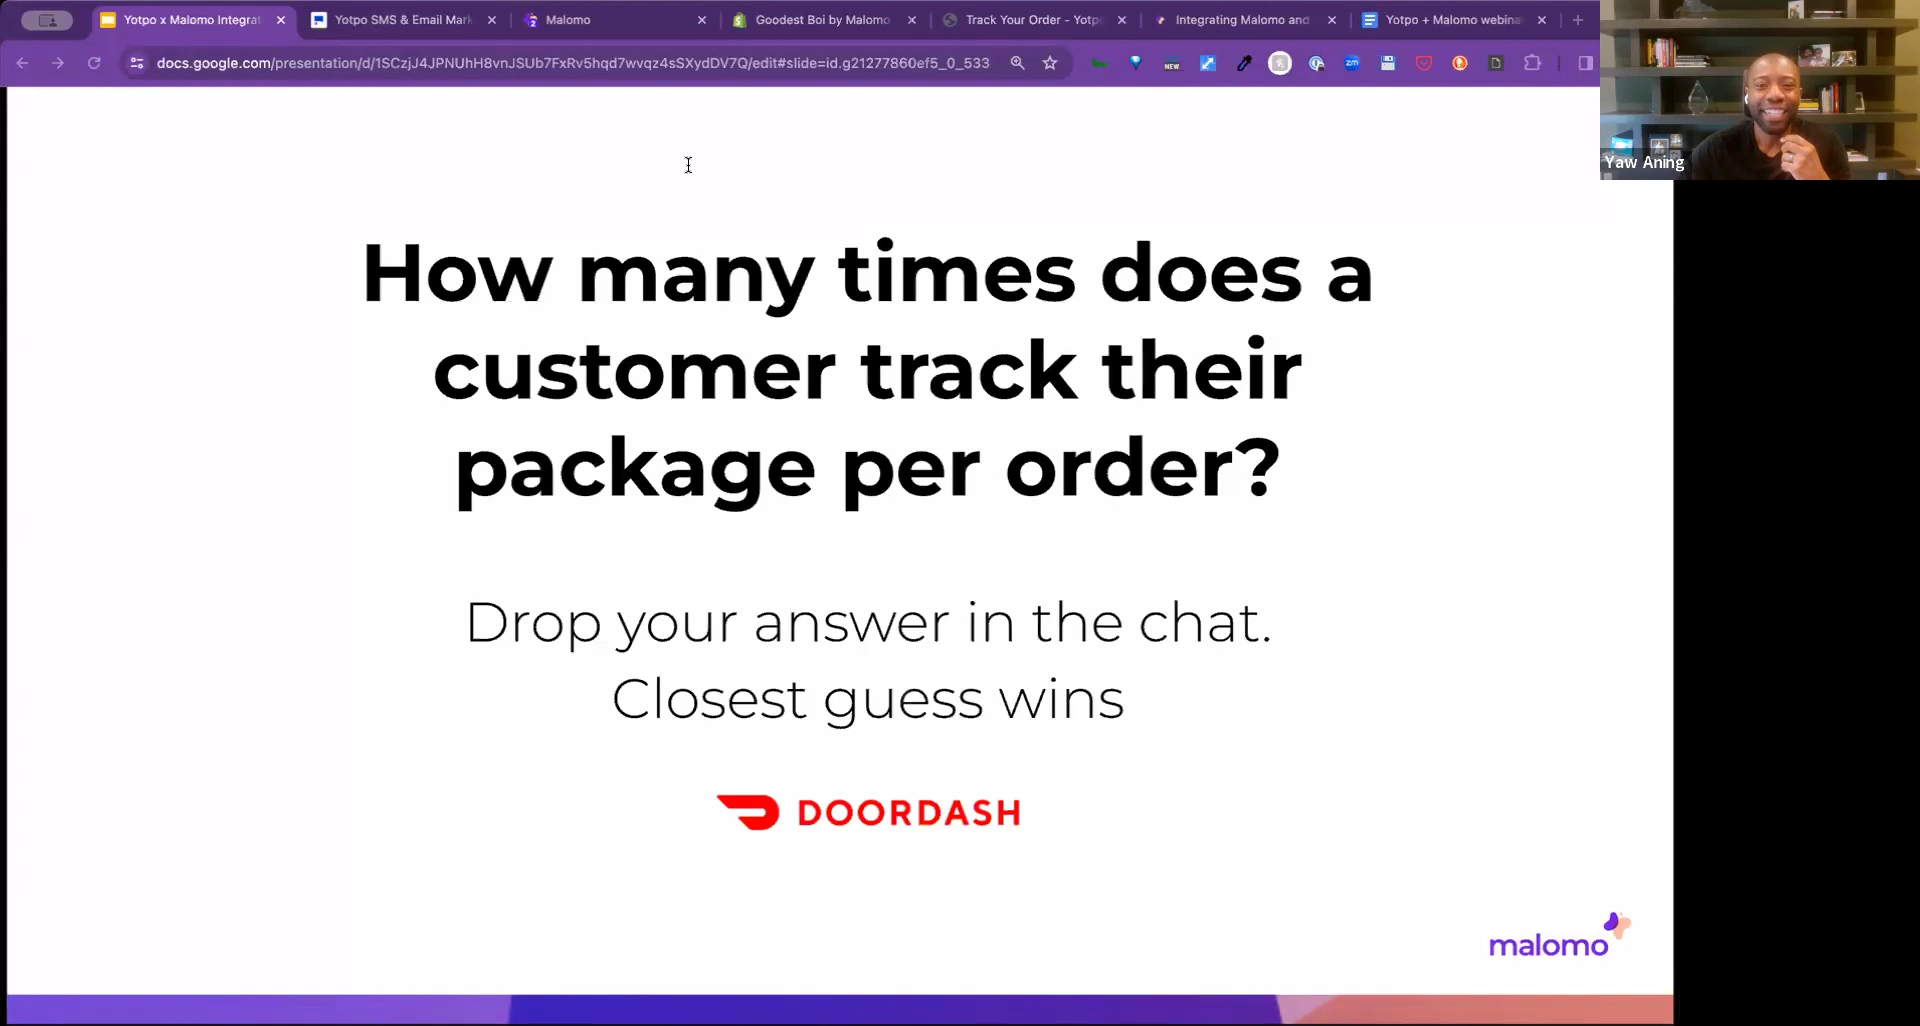 Yotpo x Malomo Integrat
Yotpo SMS & Email Mark
Malomo
Goodest Boi by Malomo
Track Your Order - Yotp
Integrating Malomo and
Yotpo + Malomo webina
docs.google.com/presentation/d/1SCzjJ4JPNUhH8vnJSUb7FxRv5hqd7wvqz4sSXydDV7Q/edit#slide=id.g21277860ef5_0_533
NEW
zm
Yaw Aning
How many times does a
customer track their
package per order?
Drop your answer in the chat.
Closest guess wins
DOORDASH
malomo